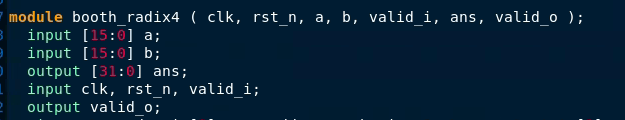 module booth_radix4 ( clk, rst_n, a, b, valid_i, ans, valid_o );
input [15:0] a;
input [15:0] b;
output [31:0] ans;
input clk, rst_n, valid_i;
output valid_o;